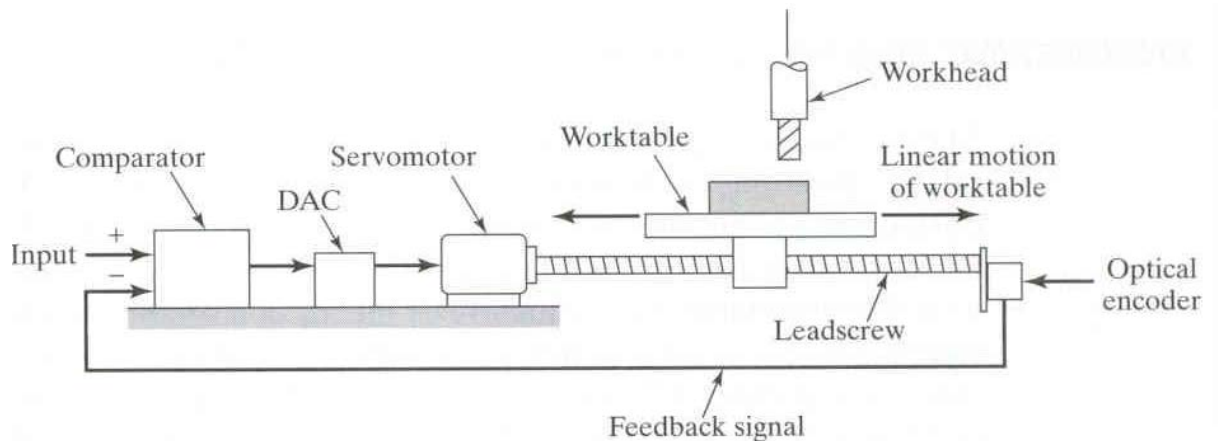 Workhead
Worktable
Linear motion
of worktable
Comparator
Servomotor
DAC
Input
+
−
Optical
encoder
Leadscrew
Feedback signal